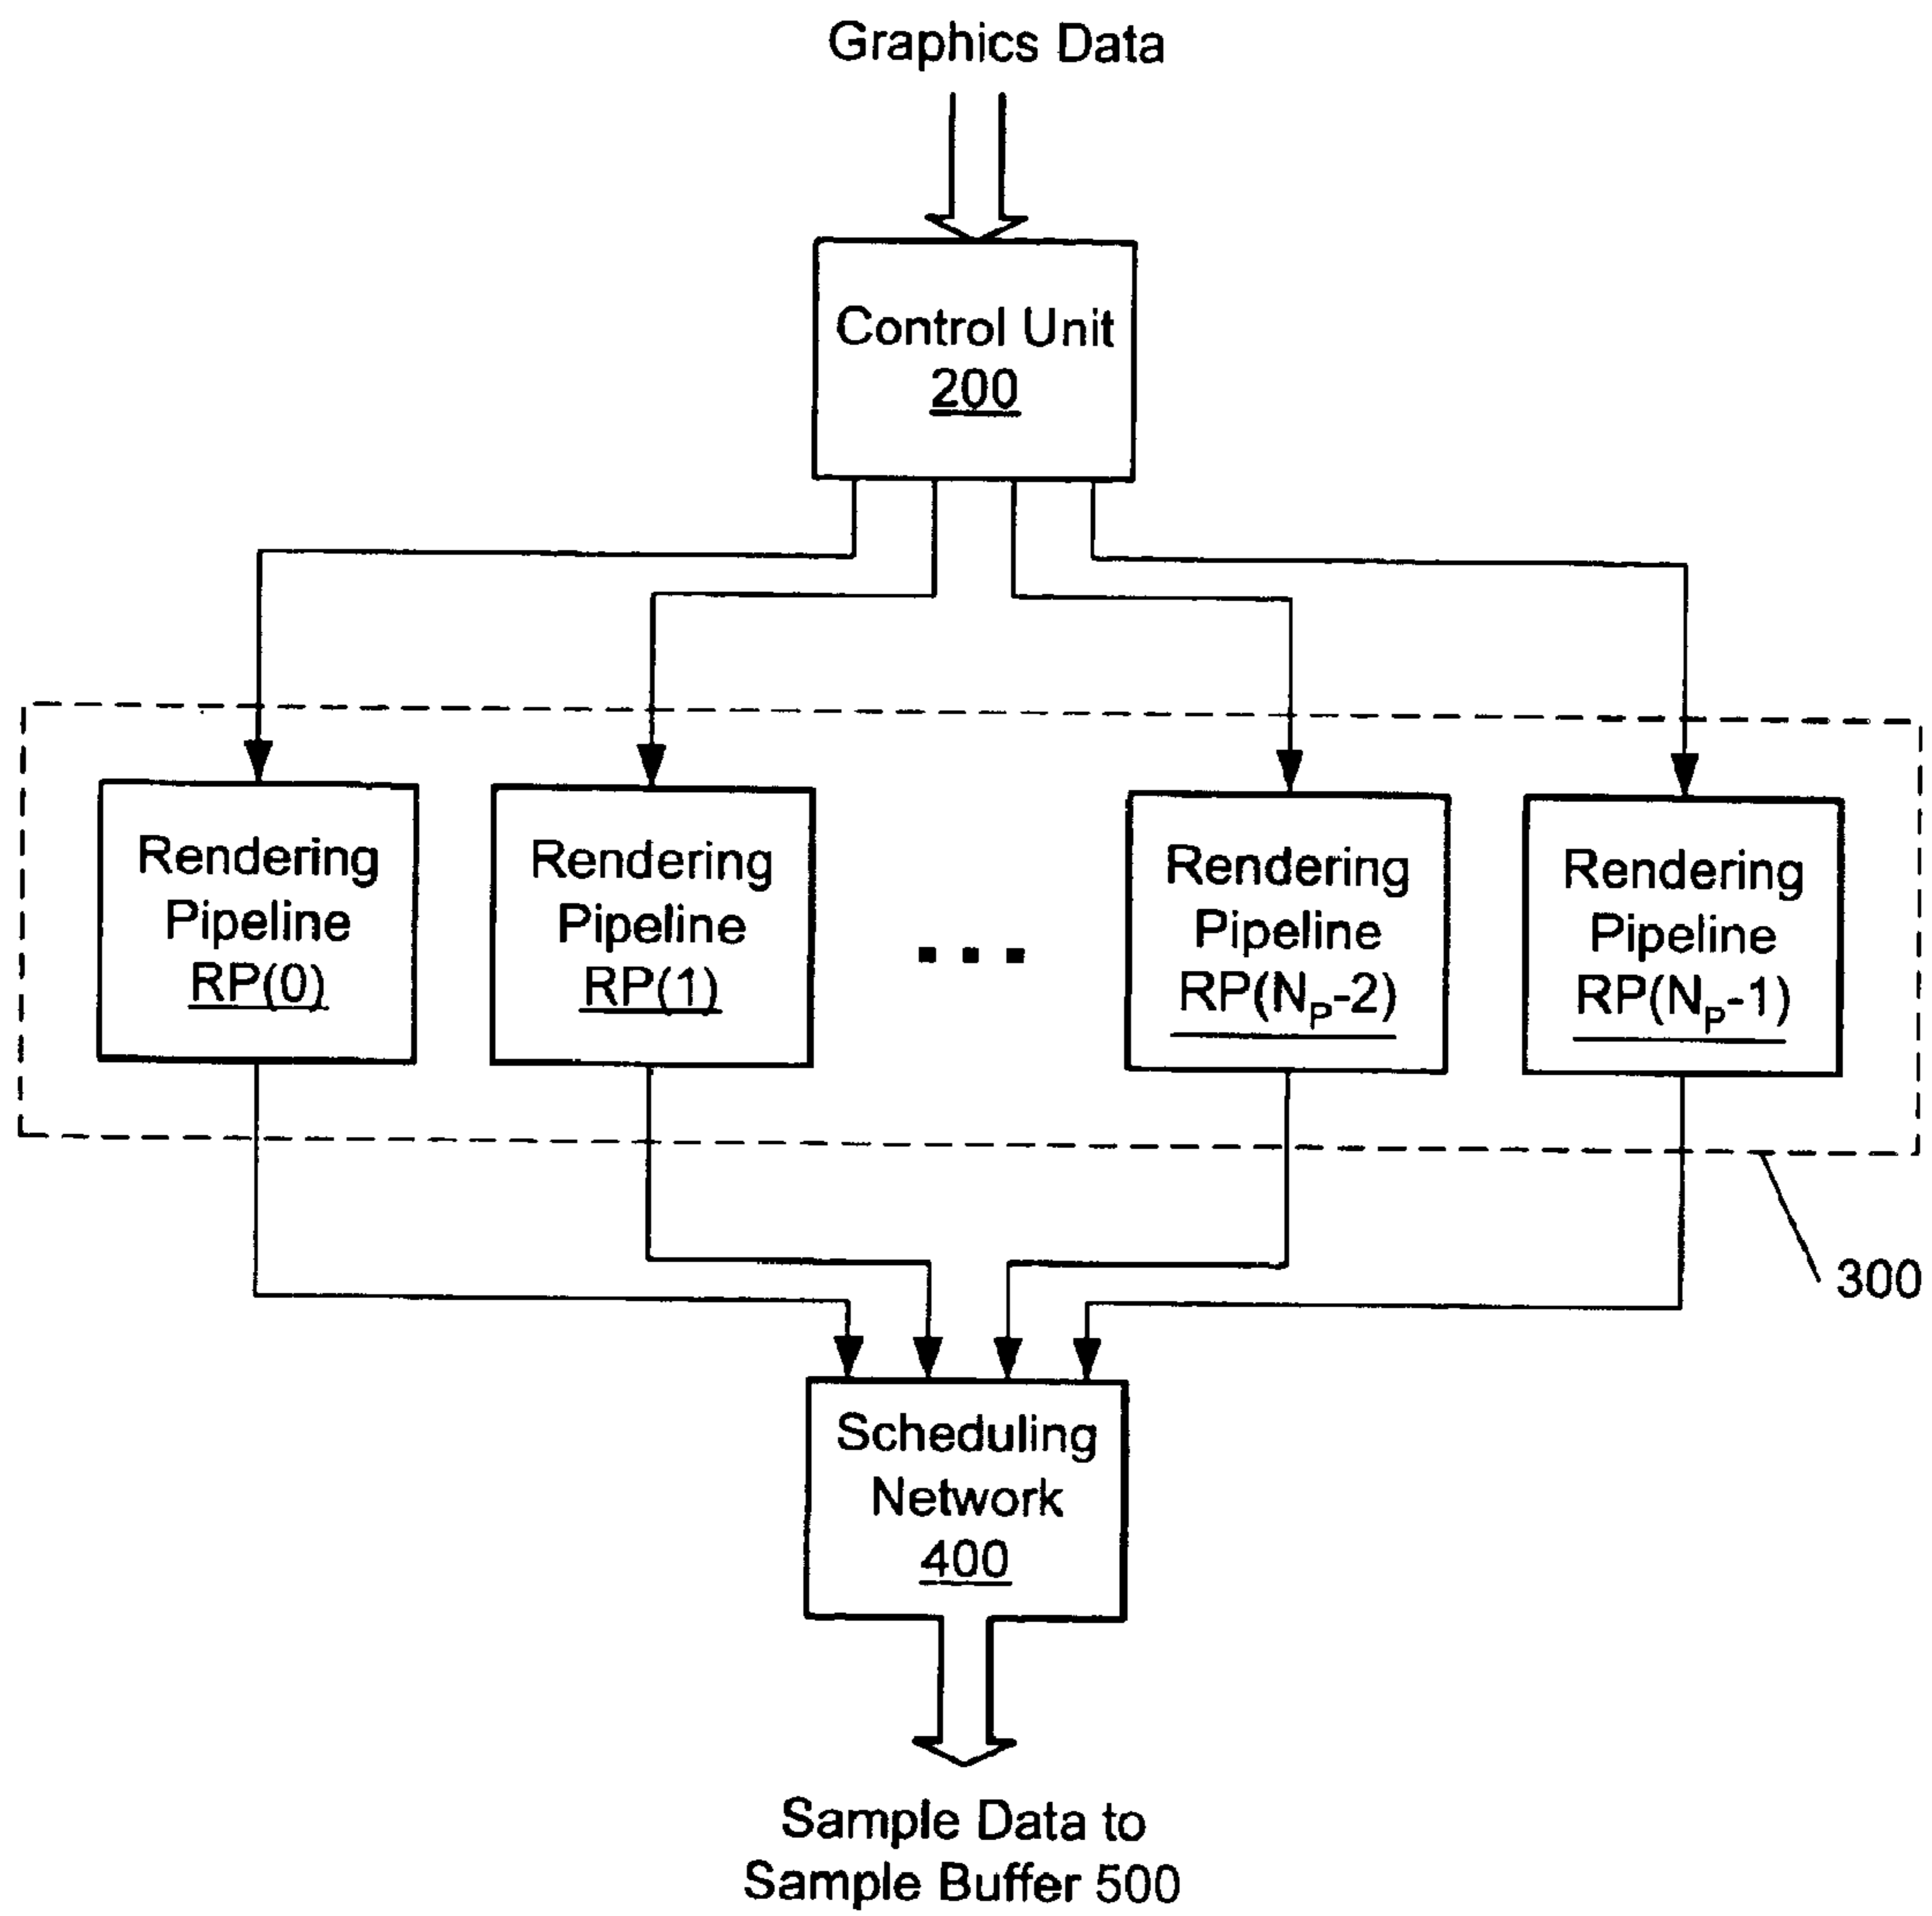 Graphics Data
Control Unit
200
Rendering
Pipeline
RP(0)
Rendering
Pipeline
RP(1)
...
Rendering
Pipeline
RP(Nₚ-2)
Rendering
Pipeline
RP(Nₚ-1)
300
Scheduling
Network
400
Sample Data to
Sample Buffer 500